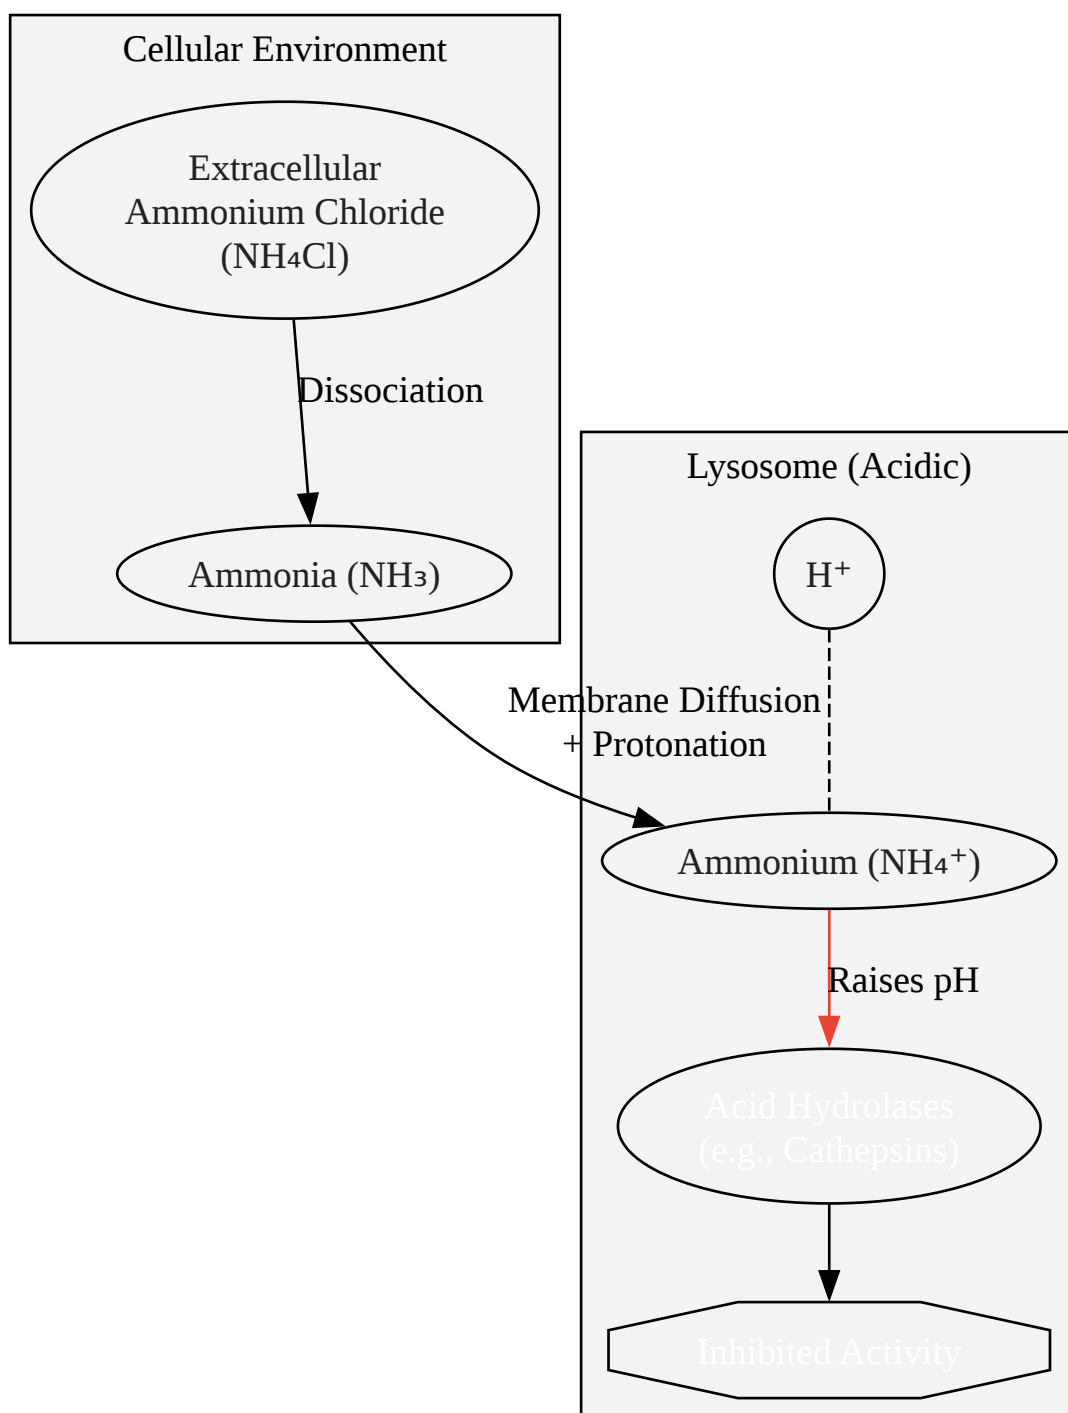 Cellular Environment
Extracellular
Ammonium Chloride
(NH₄Cl)
Dissociation
Ammonia (NH₃)
Lysosome (Acidic)
H⁺
Membrane Diffusion
+ Protonation
Ammonium (NH₄⁺)
Raises pH
Acid Hydrolases
(e.g., Cathepsins)
Inhibited Activity